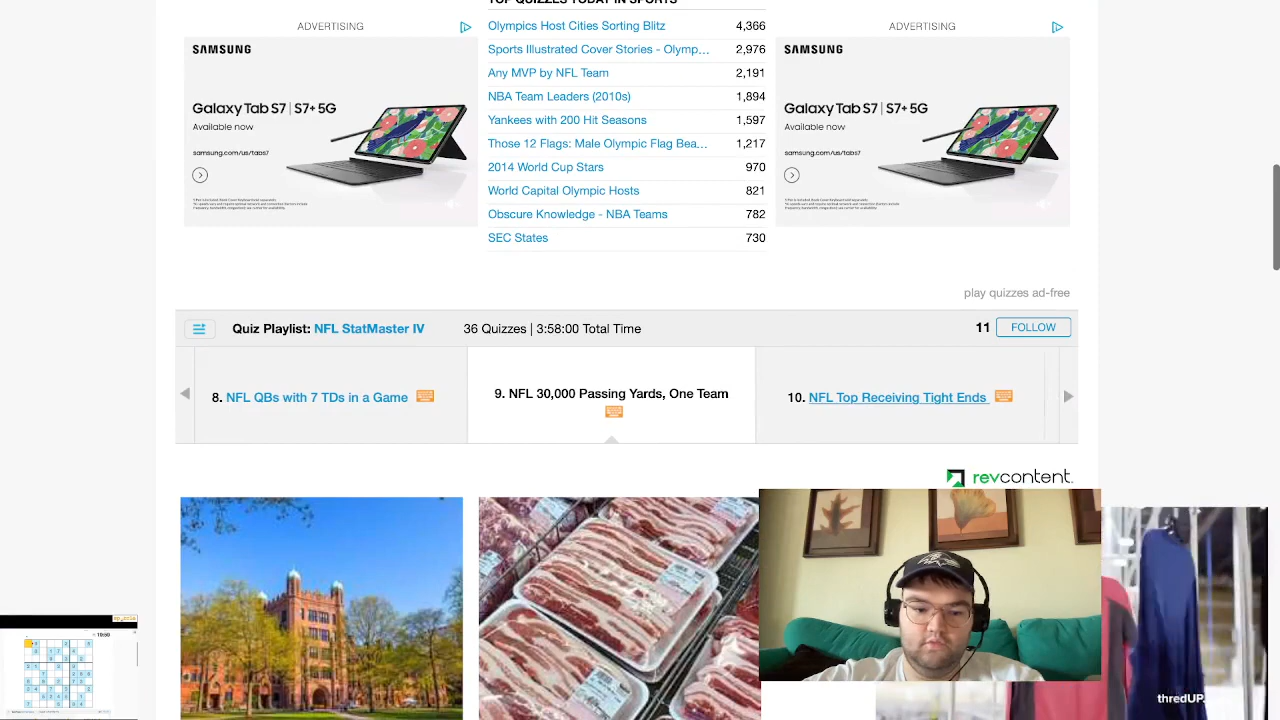 TOP QUIZZES TODAY IN SPORTS
ADVERTISING
SAMSUNG
Galaxy Tab S7 | S7+ 5G
Available now
samsung.com/us/tabs7
Olympics Host Cities Sorting Blitz 4,366
Sports Illustrated Cover Stories - Olymp... 2,976
Any MVP by NFL Team 2,191
NBA Team Leaders (2010s) 1,894
Yankees with 200 Hit Seasons 1,597
Those 12 Flags: Male Olympic Flag Bea... 1,217
2014 World Cup Stars 970
World Capital Olympic Hosts 821
Obscure Knowledge - NBA Teams 782
SEC States 730
ADVERTISING
SAMSUNG
Galaxy Tab S7 | S7+ 5G
Available now
samsung.com/us/tabs7
play quizzes ad-free
Quiz Playlist: NFL StatMaster IV 36 Quizzes | 3:58:00 Total Time 11 FOLLOW
8. NFL QBs with 7 TDs in a Game
9. NFL 30,000 Passing Yards, One Team
10. NFL Top Receiving Tight Ends
revcontent.
thredUP